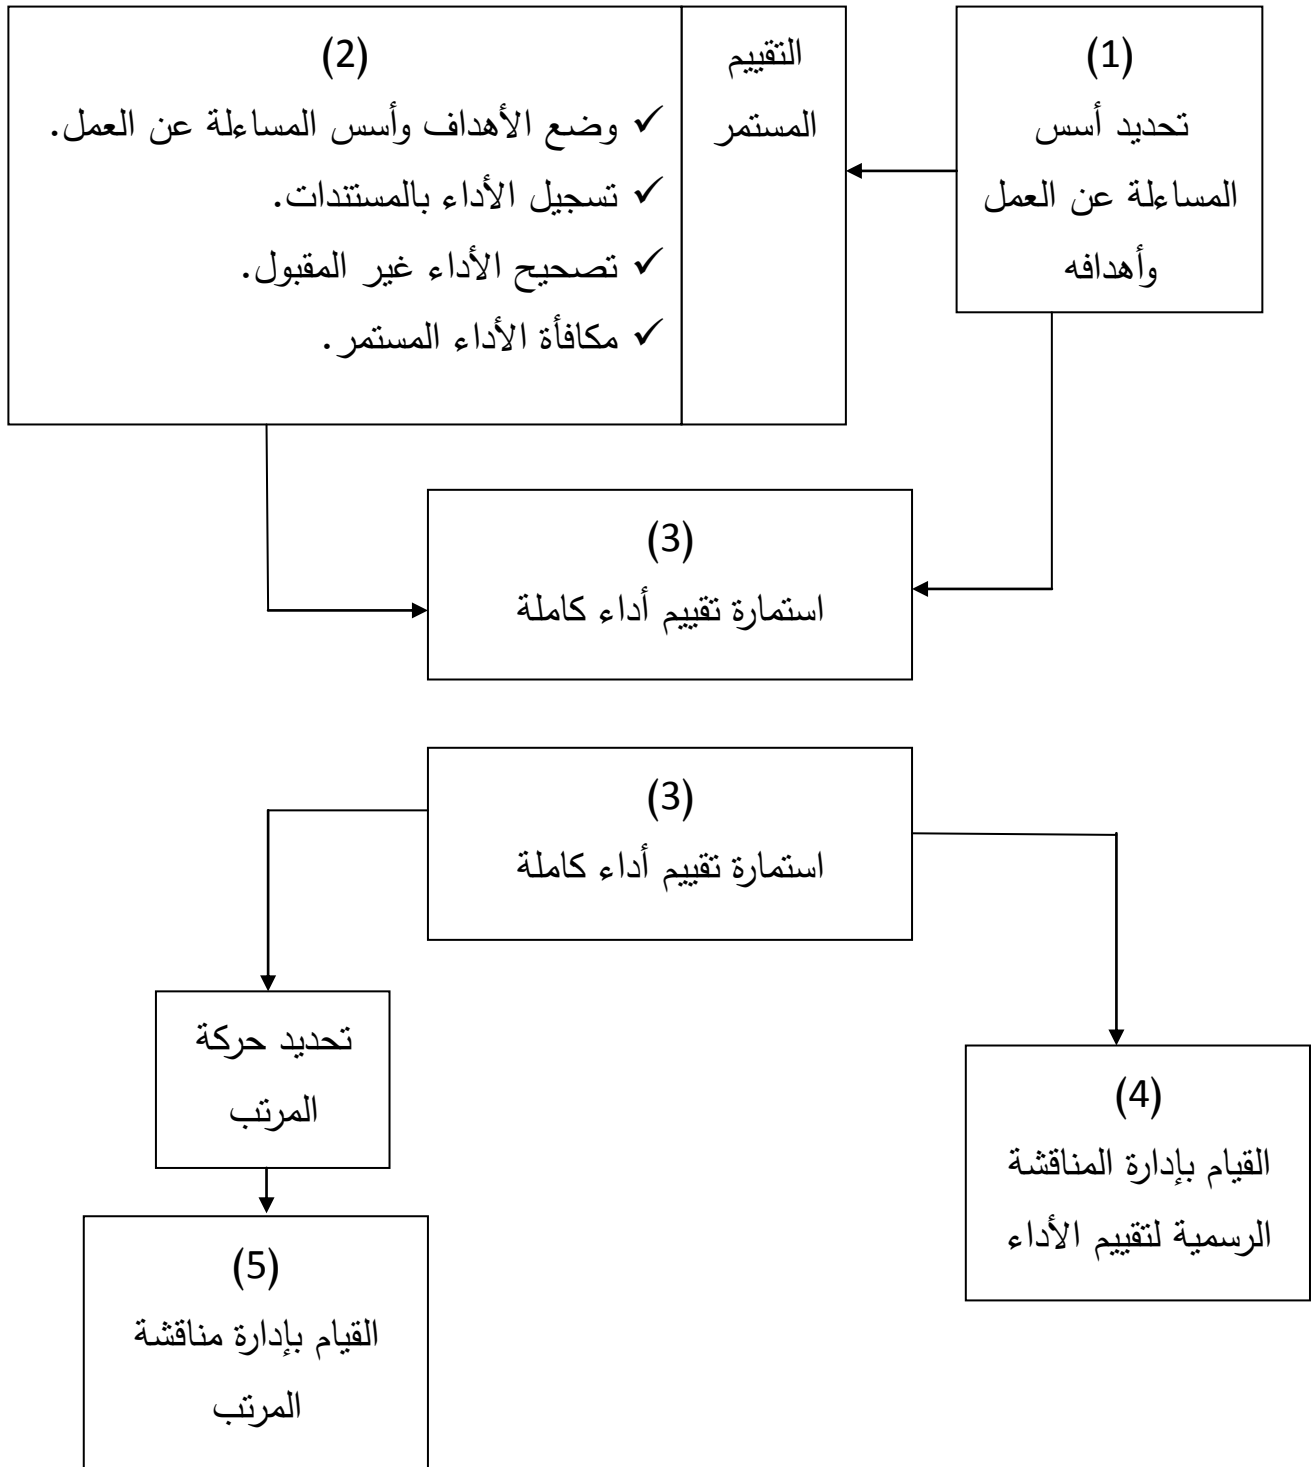 (1)
تحديد أسس
المساءلة عن العمل
وأهدافه
التقييم
المستمر
(2)
✓ وضع الأهداف وأسس المساءلة عن العمل.
✓ تسجيل الأداء بالمستندات.
✓ تصحيح الأداء غير المقبول.
✓ مكافأة الأداء المستمر.
(3)
استمارة تقييم أداء كاملة
(3)
استمارة تقييم أداء كاملة
تحديد حركة
المرتب
(4)
القيام بإدارة المناقشة
الرسمية لتقييم الأداء
(5)
القيام بإدارة مناقشة
المرتب